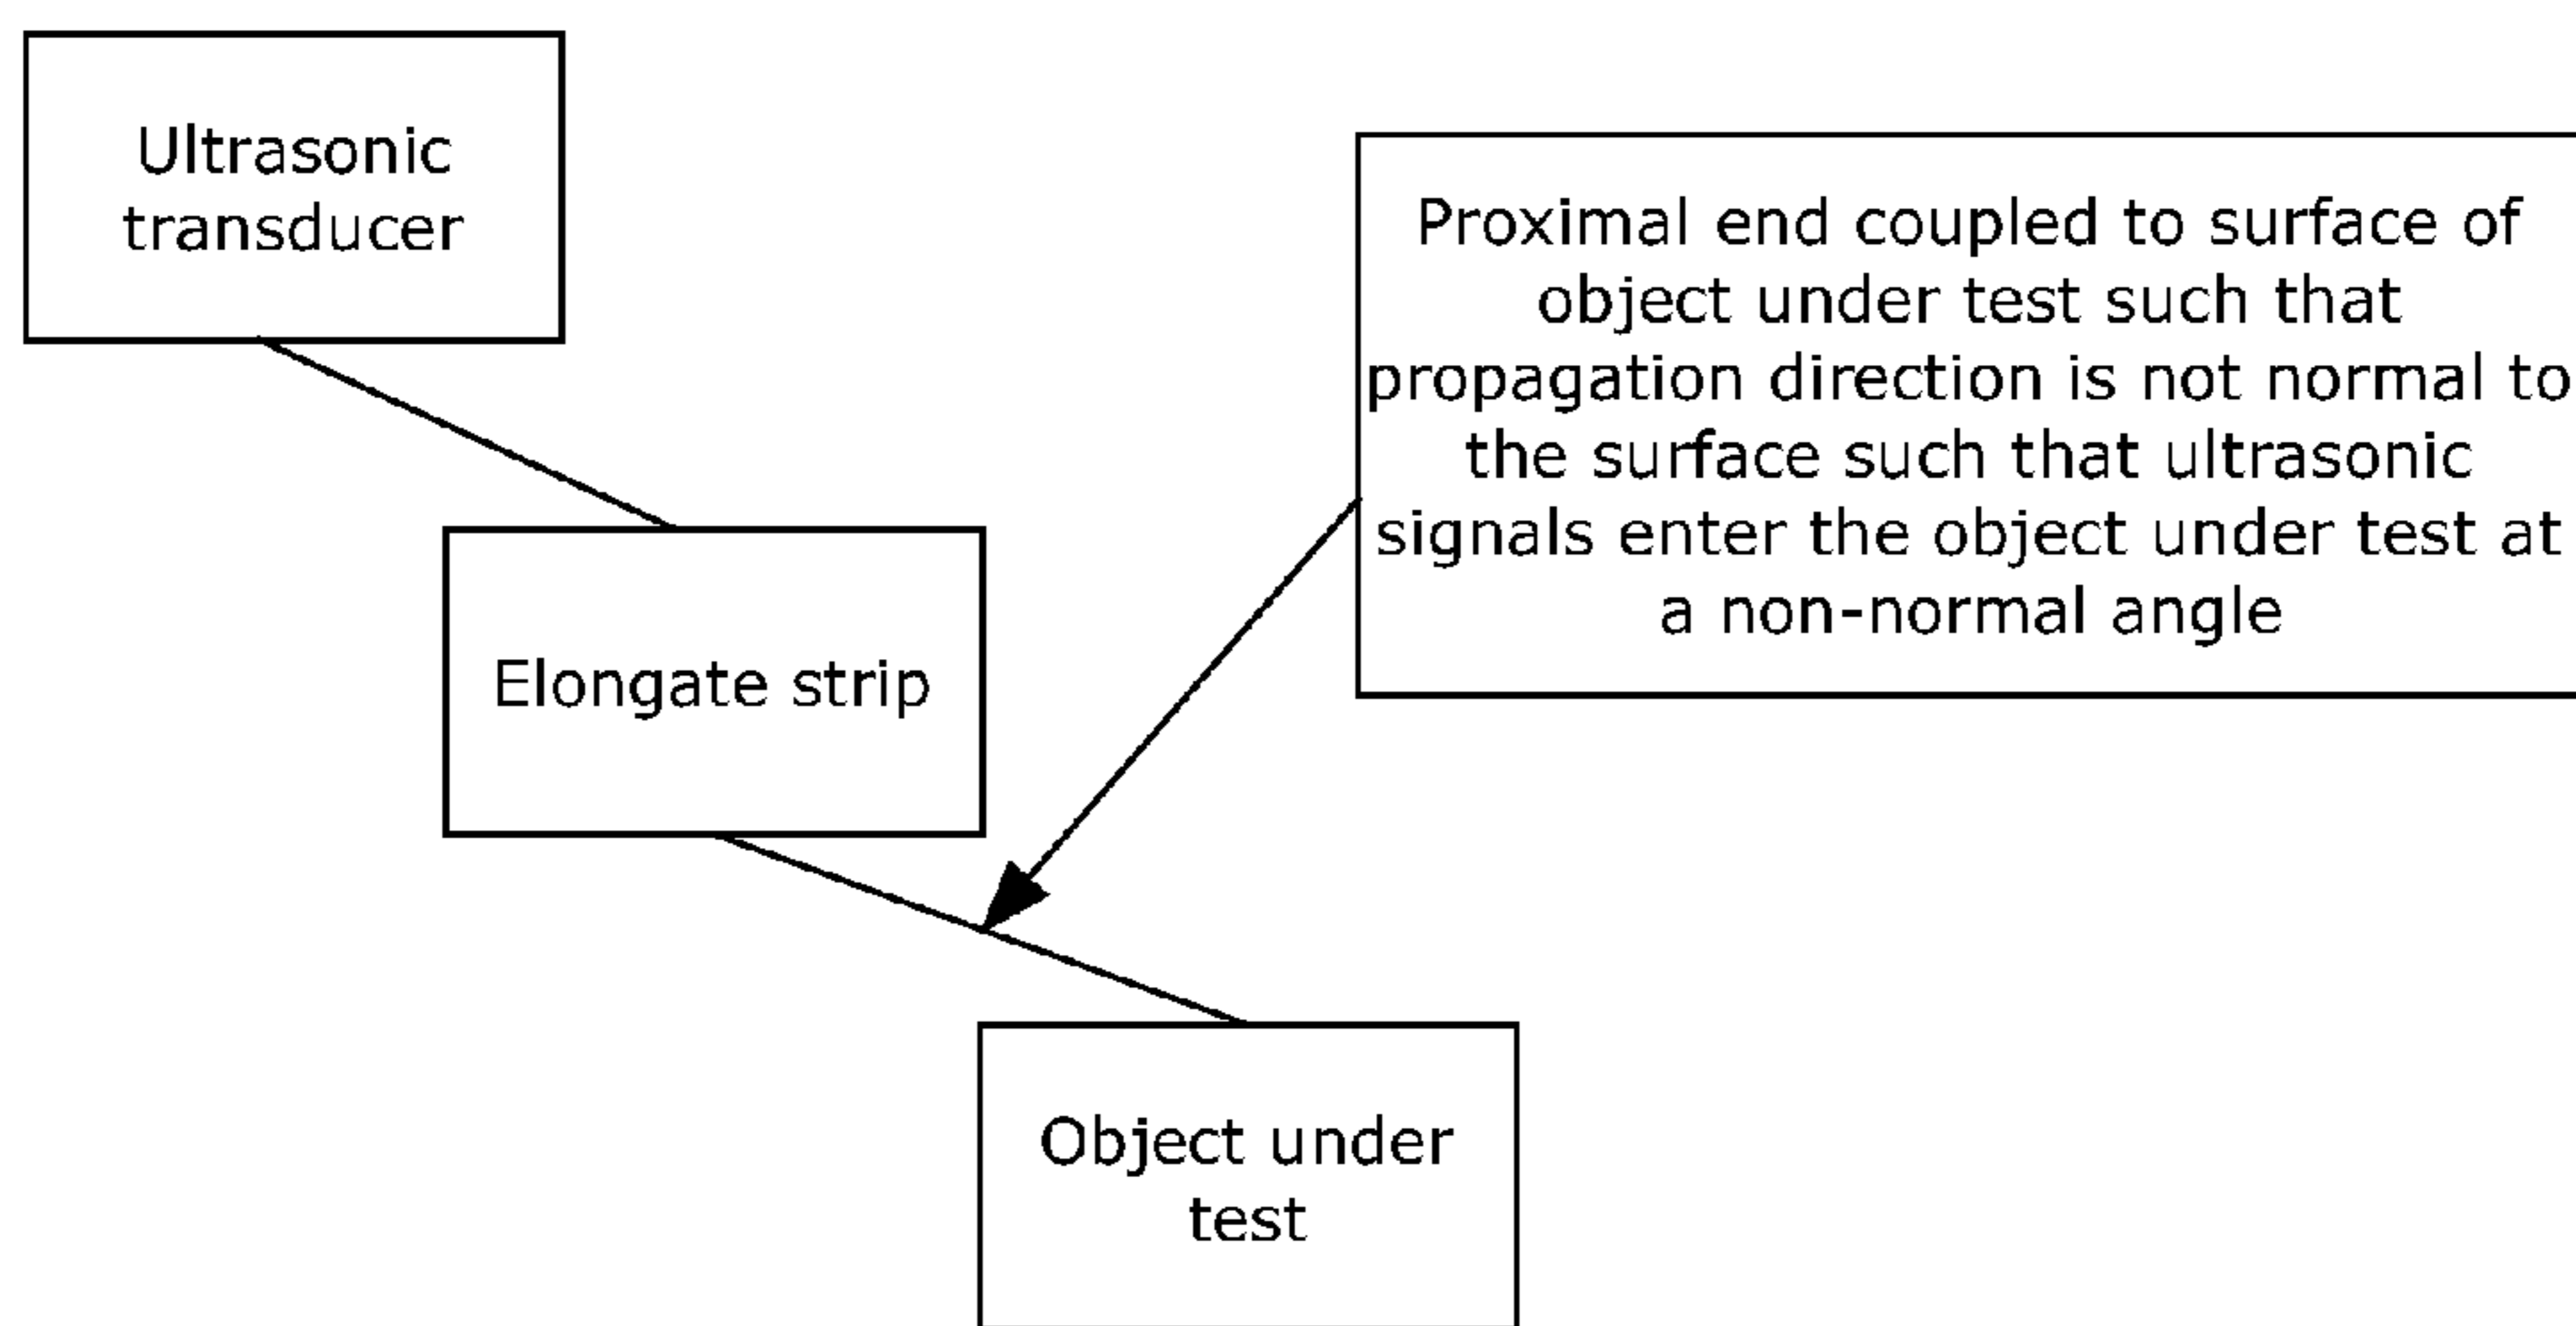 Ultrasonic
transducer
Proximal end coupled to surface of
object under test such that
propagation direction is not normal to
the surface such that ultrasonic
signals enter the object under test at
a non-normal angle
Elongate strip
Object under
test